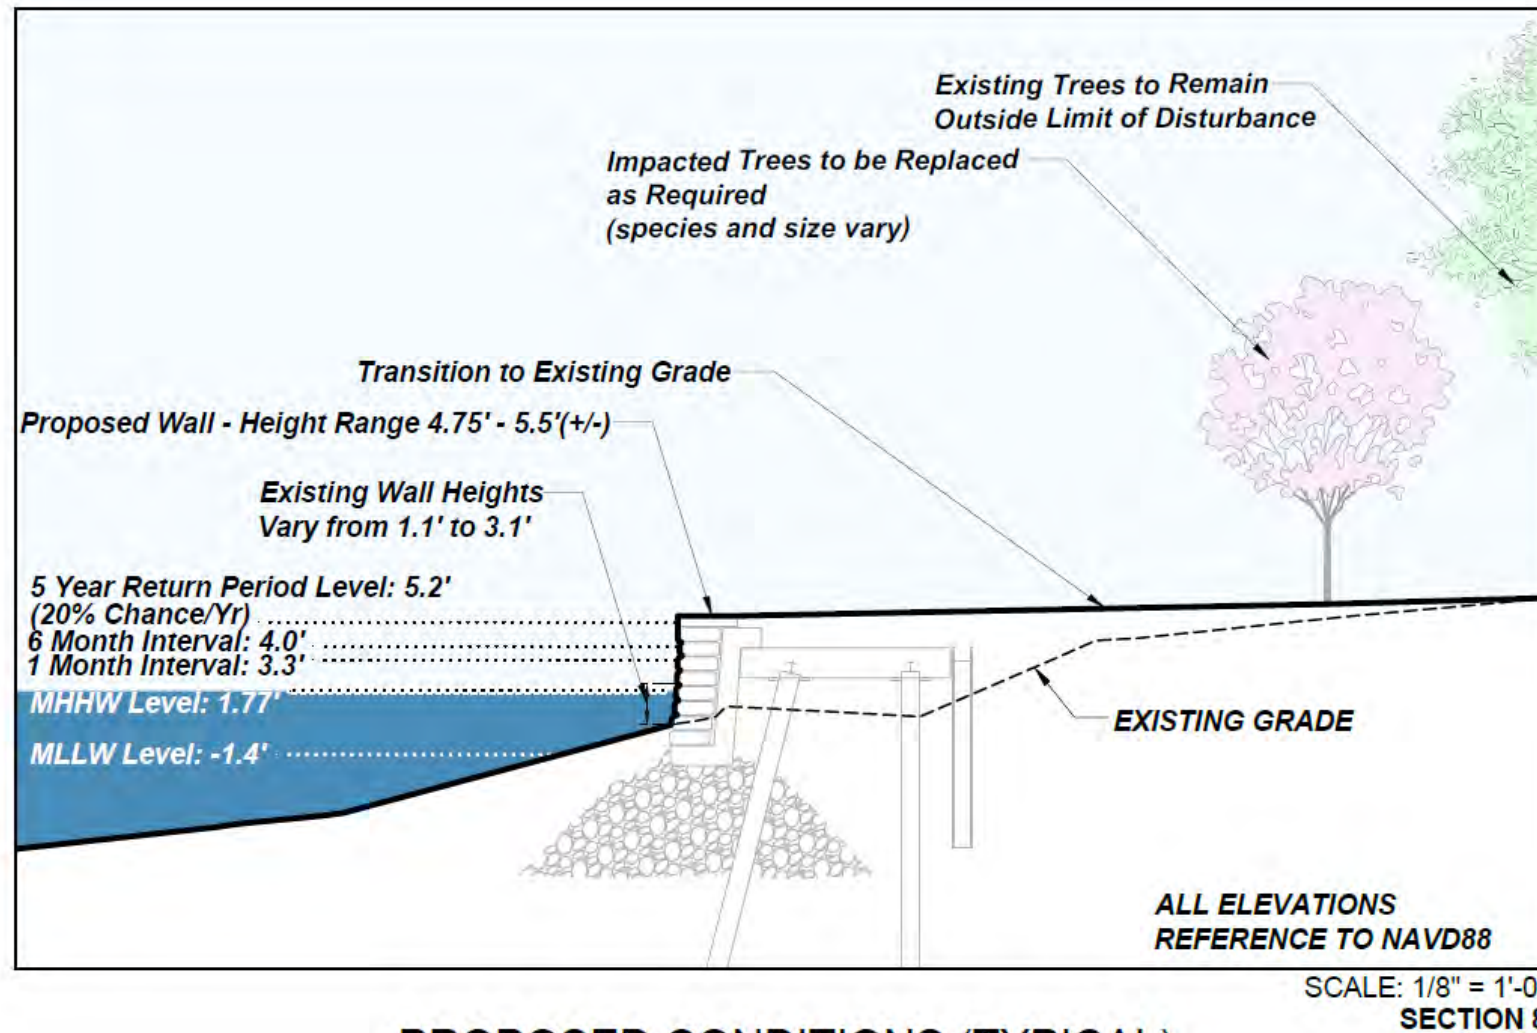 Existing Trees to Remain
Outside Limit of Disturbance
Impacted Trees to be Replaced
as Required
(species and size vary)
Transition to Existing Grade
Proposed Wall - Height Range 4.75' - 5.5'(+/-)
Existing Wall Heights
Vary from 1.1' to 3.1'
5 Year Return Period Level: 5.2'
(20% Chance/Yr)
6 Month Interval: 4.0'
1 Month Interval: 3.3'
MHHW Level: 1.77'
MLLW Level: -1.4'
EXISTING GRADE
ALL ELEVATIONS
REFERENCE TO NAVD88
SCALE: 1/8" = 1'-0
SECTION
PROPOSED CONDITIONS (TYPICAL)